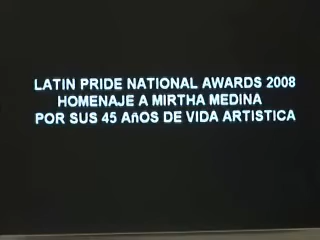 LATIN PRIDE NATIONAL AWARDS 2008
HOMENAJE A MIRTHA MEDINA
POR SUS 45 AñOS DE VIDA ARTISTICA